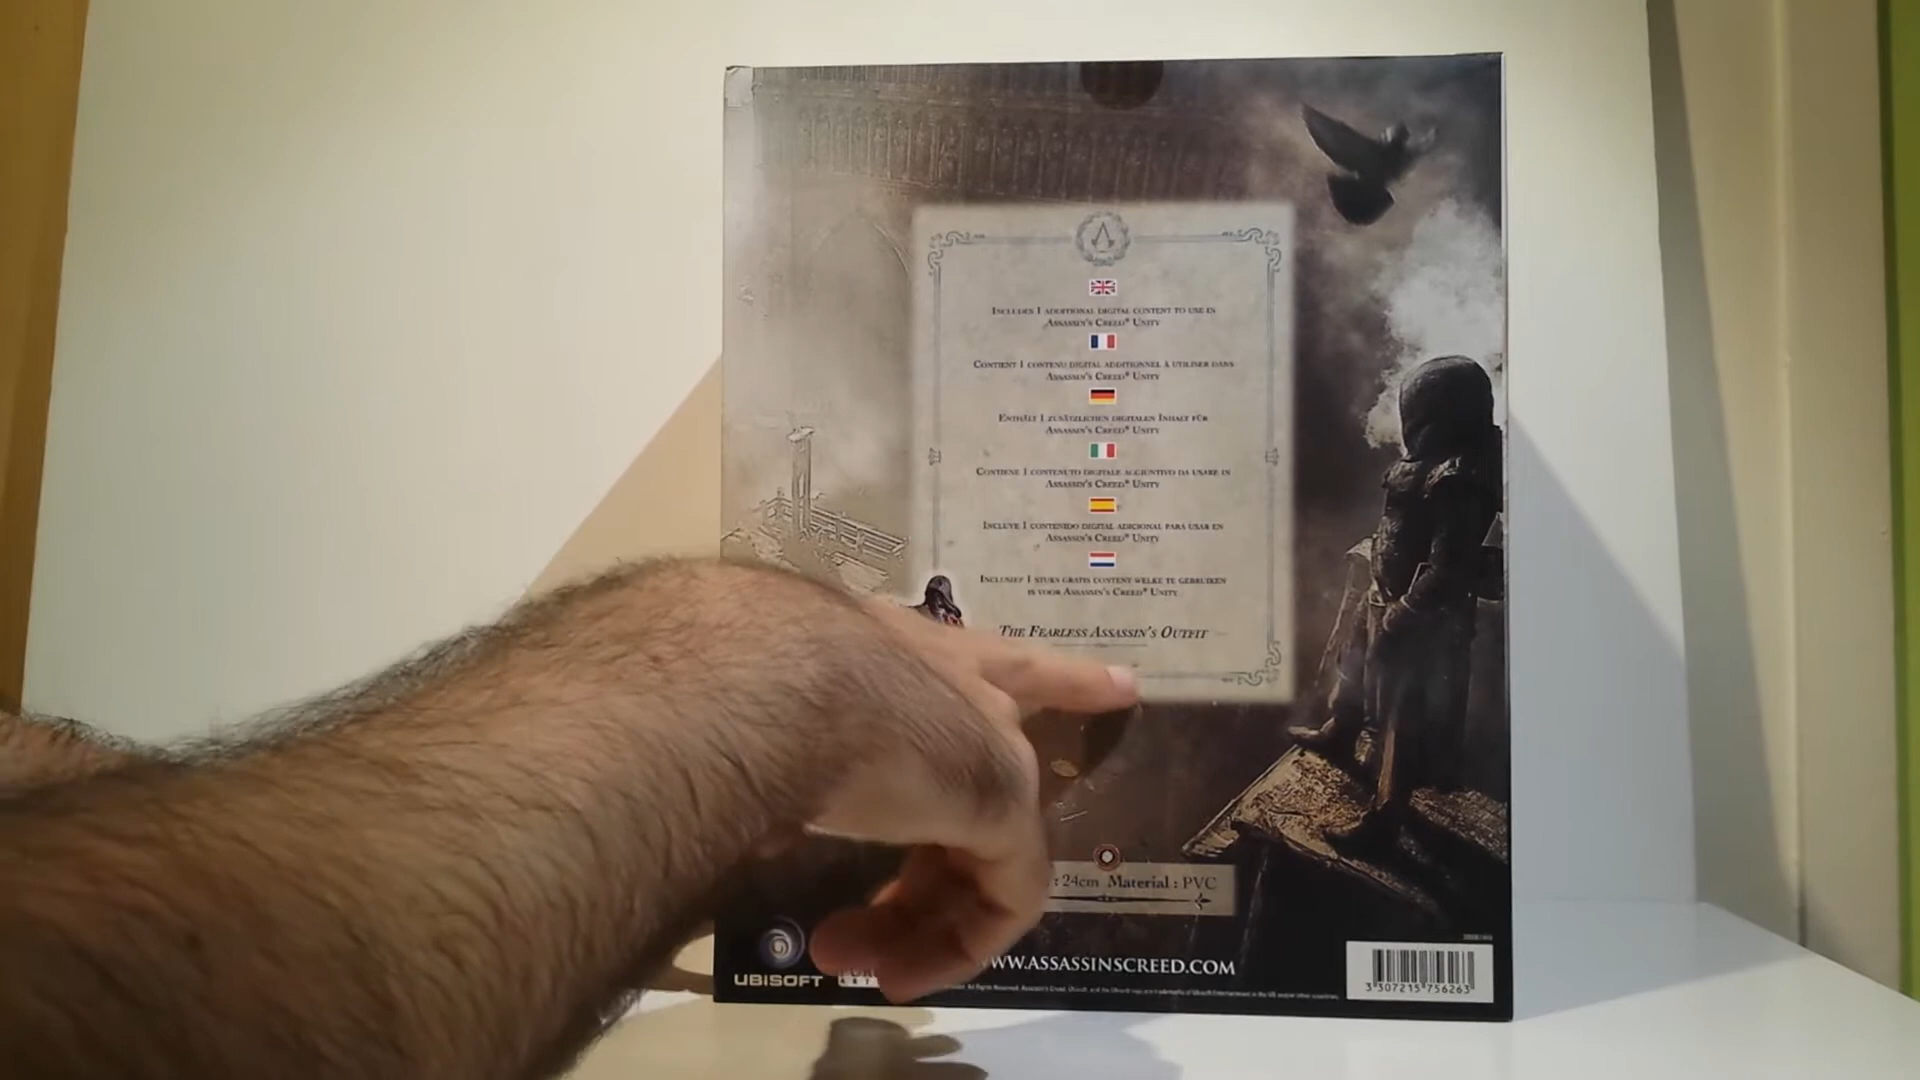 INCLUDES 1 ADDITIONAL DIGITAL CONTENT TO USE IN
ASSASSIN'S CREED® UNITY
CONTIENT 1 CONTENU DIGITAL ADDITIONNEL À UTILISER DANS
ASSASSIN'S CREED® UNITY
ENTHÄLT 1 ZUSÄTZLICHEN DIGITALEN INHALT FÜR
ASSASSIN'S CREED® UNITY
CONTIENE 1 CONTENUTO DIGITALE AGGIUNTIVO DA USARE IN
ASSASSIN'S CREED® UNITY
INCLUYE 1 CONTENIDO DIGITAL ADICIONAL PARA USAR EN
ASSASSIN'S CREED® UNITY
INCLUSIEF 1 STUKS GRATIS CONTENT WELKE TE GEBRUIKEN
IS VOOR ASSASSIN'S CREED® UNITY
THE FEARLESS ASSASSIN'S OUTFIT
: 24cm Material : PVC
UBISOFT
WWW.ASSASSINSCREED.COM
3 307215 756263